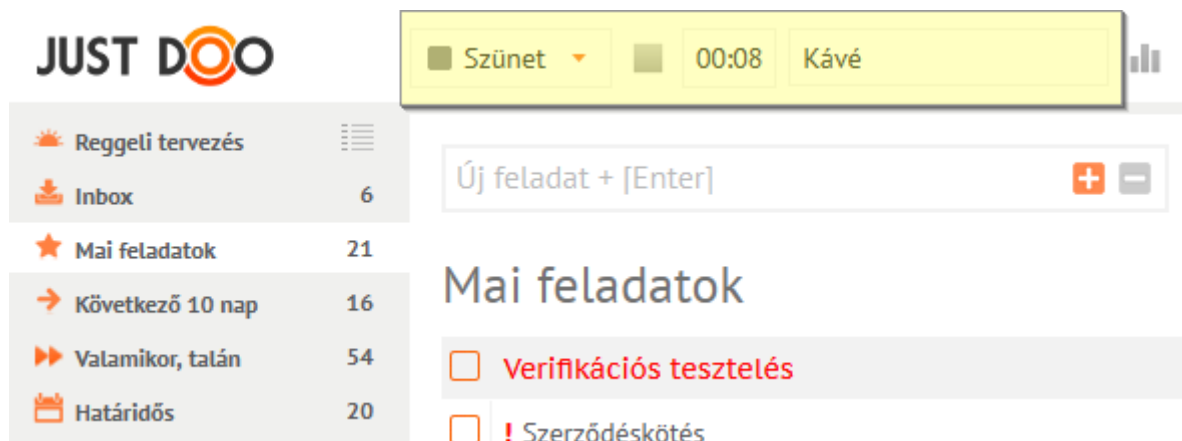 JUST DOO
Szünet 00:08 Kávé
Reggeli tervezés
Inbox 6
Mai feladatok 21
Következő 10 nap 16
Valamikor, talán 54
Határidős 20
Új feladat + [Enter]
Mai feladatok
Verifikációs tesztelés
! Szerződéskötés